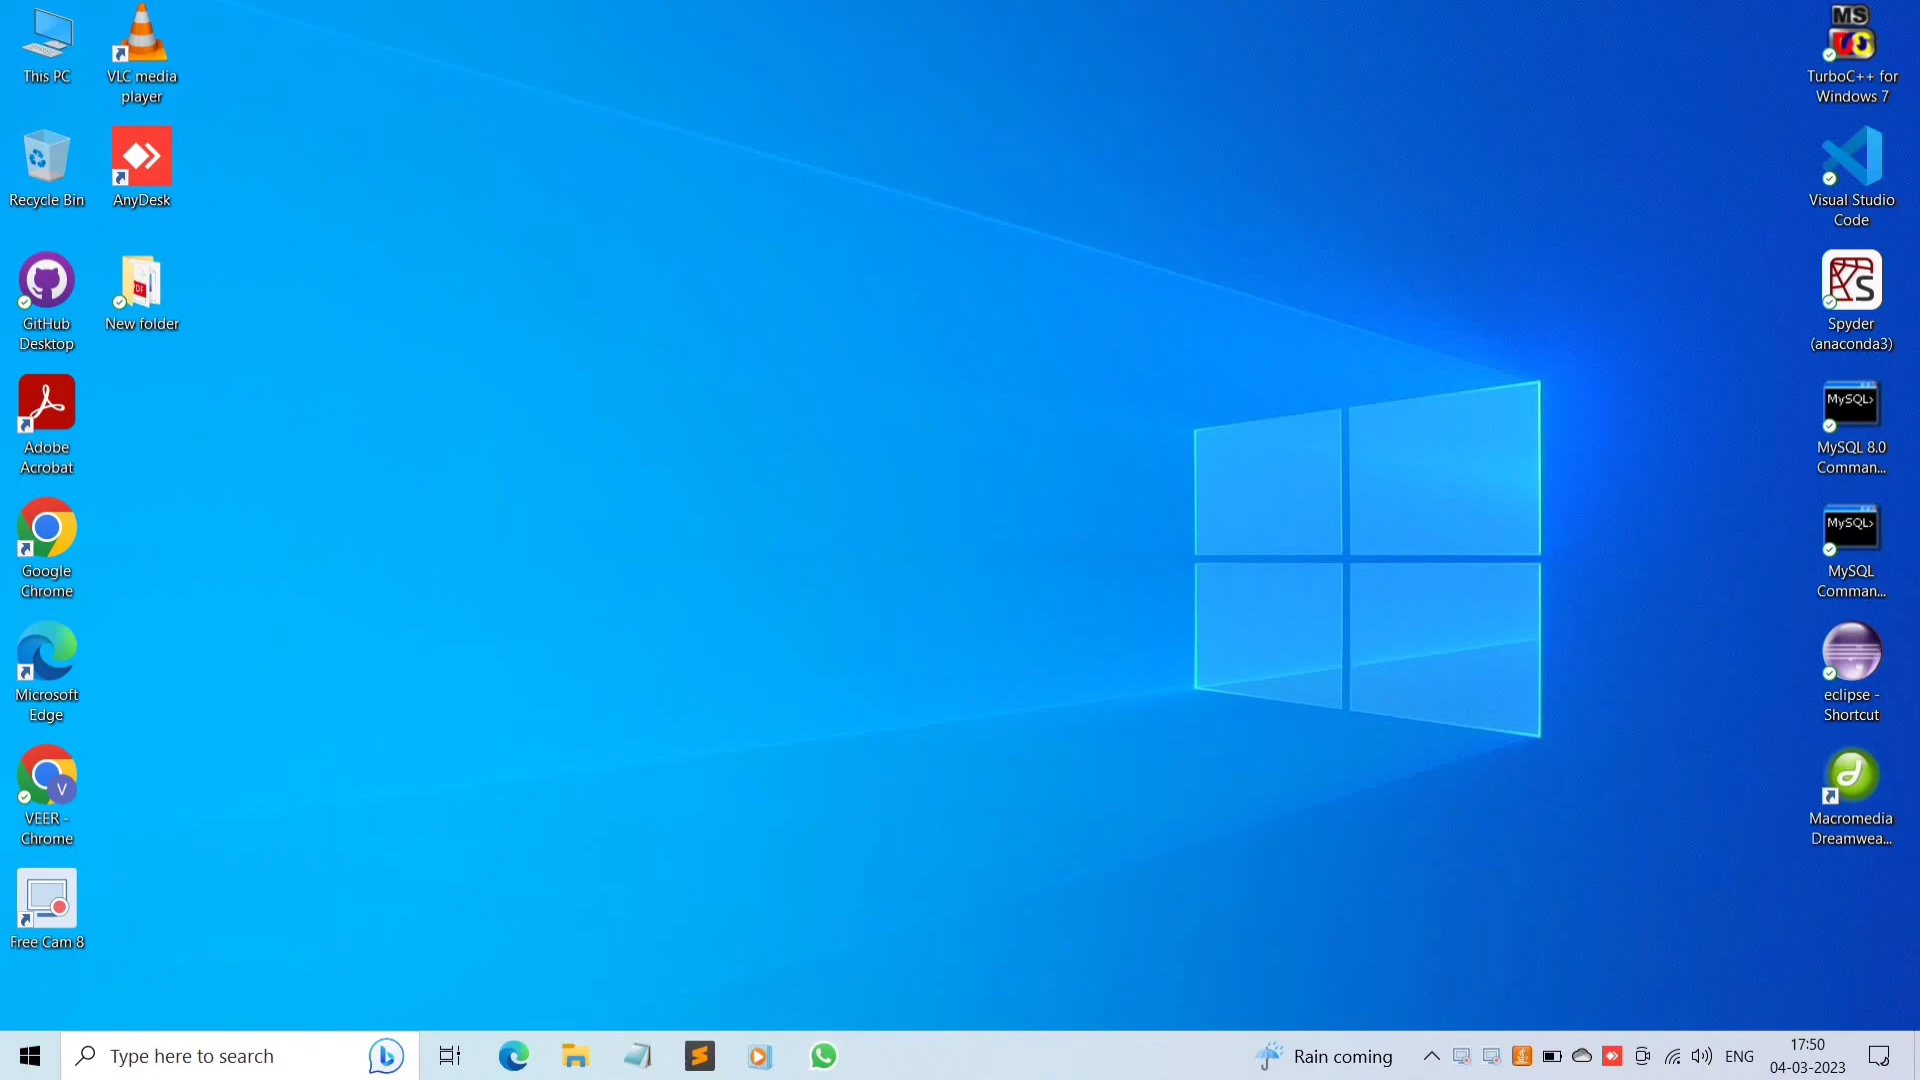 This PC
VLC media
player
Recycle Bin
AnyDesk
GitHub
Desktop
New folder
PDF
Adobe
Acrobat
Google
Chrome
Microsoft
Edge
V
VEER -
Chrome
Free Cam 8
MS
TurboC++ for
Windows 7
Visual Studio
Code
S
Spyder
(anaconda3)
MySQL>
MySQL 8.0
Comman...
MySQL>
MySQL
Comman...
eclipse -
Shortcut
Macromedia
Dreamwea...
Type here to search
Rain coming
ENG
17:50
04-03-2023